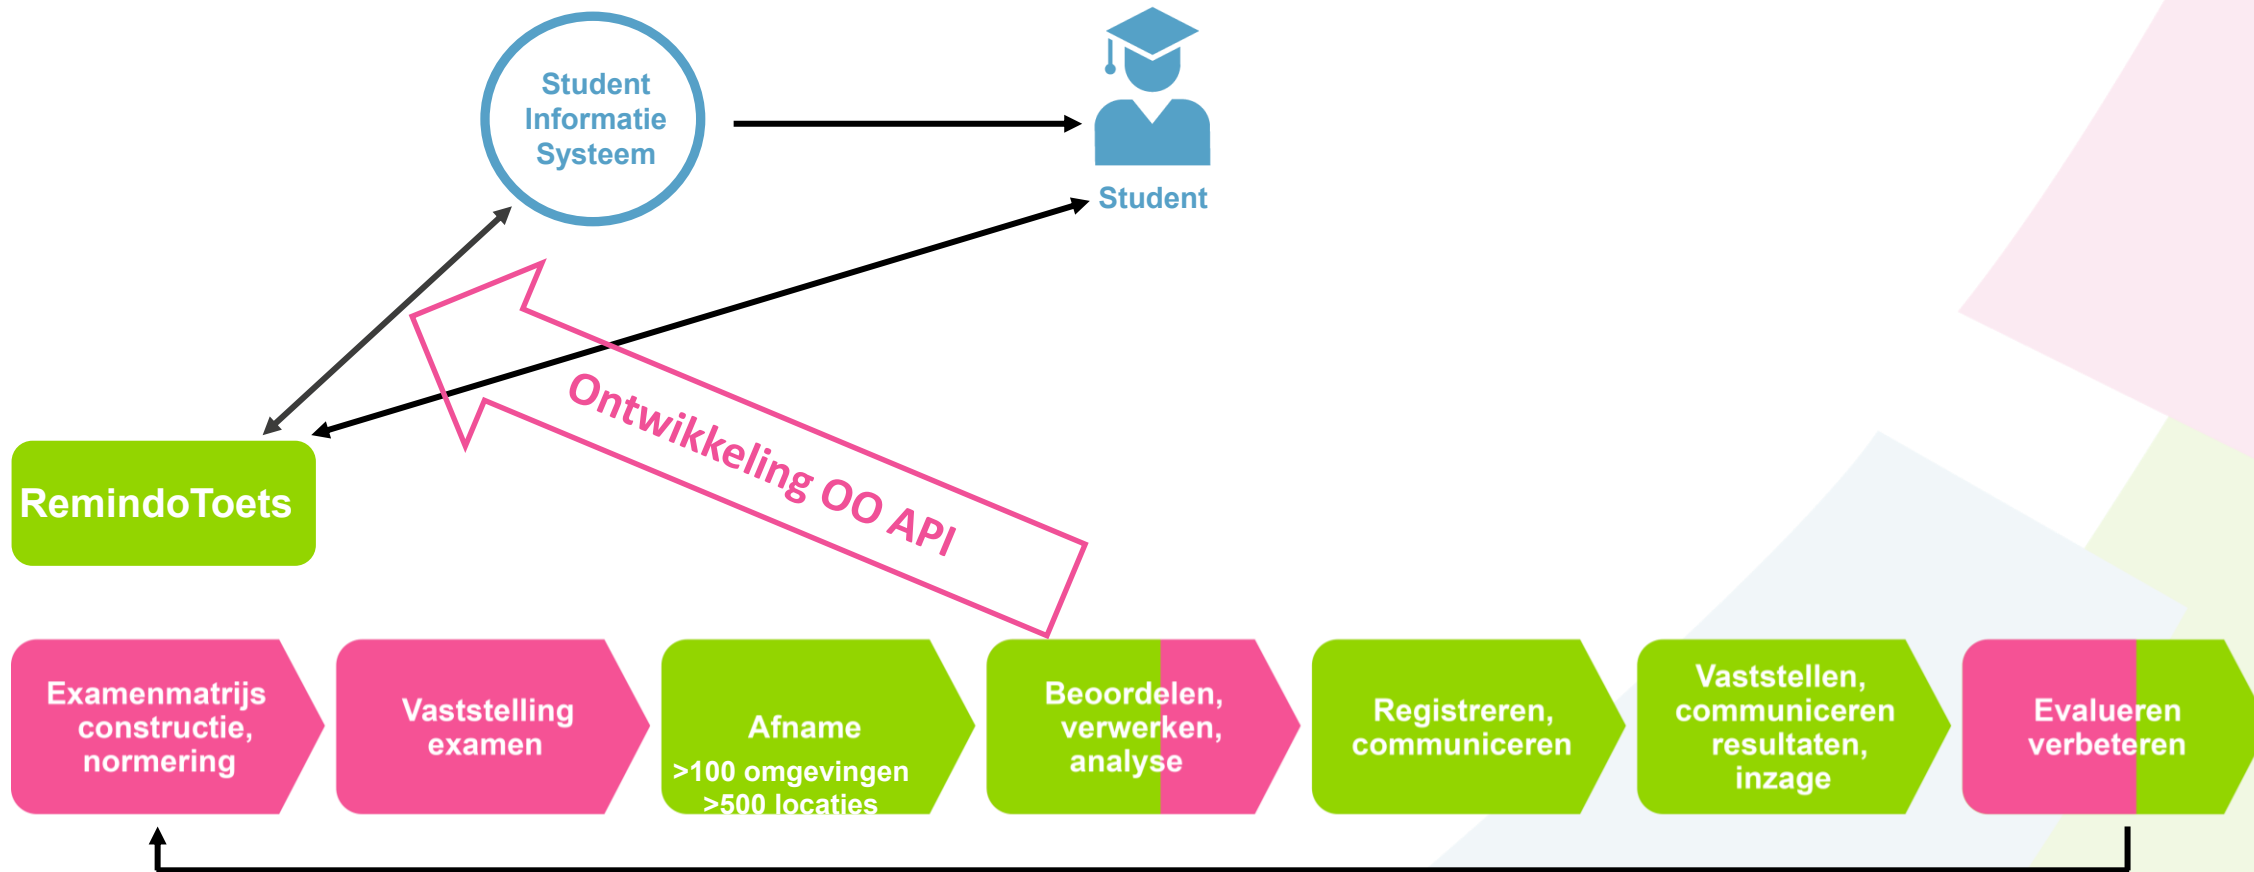 Student
Informatie
Systeem
Student
Ontwikkeling OO API
RemindoToets
Examenmatrijs
constructie,
normering
Vaststelling
examen
Afname
>100 omgevingen
>500 locaties
Beoordelen,
verwerken,
analyse
Registreren,
communiceren
Vaststellen,
communiceren
resultaten,
inzage
Evalueren
verbeteren